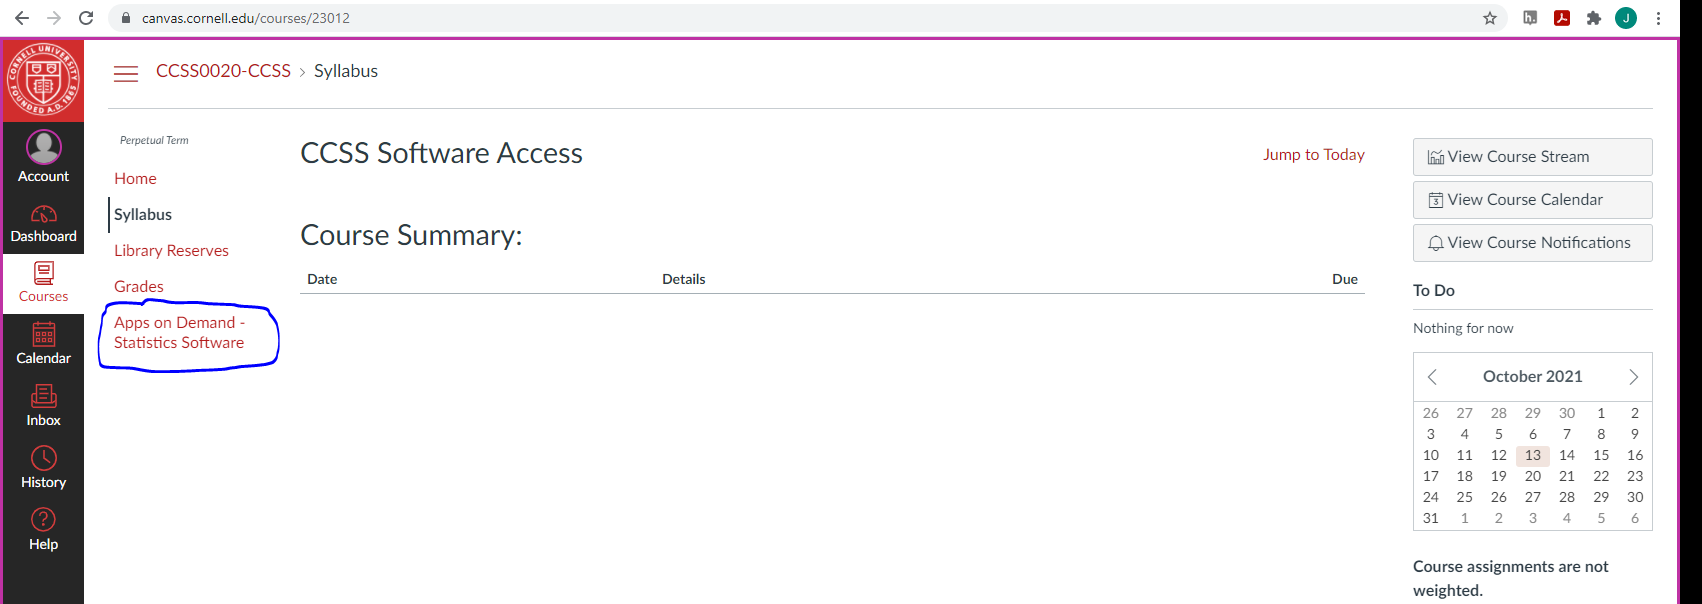 canvas.cornell.edu/courses/23012
J
CORNELL UNIVERSITY
FOUNDED A.D. 1865
CCSS0020-CCSS > Syllabus
Account
Dashboard
Courses
Calendar
Inbox
History
Help
Perpetual Term
Home
Syllabus
Library Reserves
Grades
Apps on Demand -
Statistics Software
CCSS Software Access
Jump to Today
Course Summary:
Date Details Due
View Course Stream
3 View Course Calendar
View Course Notifications
To Do
Nothing for now
October 2021
26 27 28 29 30 1 2
3 4 5 6 7 8 9
10 11 12 13 14 15 16
17 18 19 20 21 22 23
24 25 26 27 28 29 30
31 1 2 3 4 5 6
Course assignments are not
weighted.